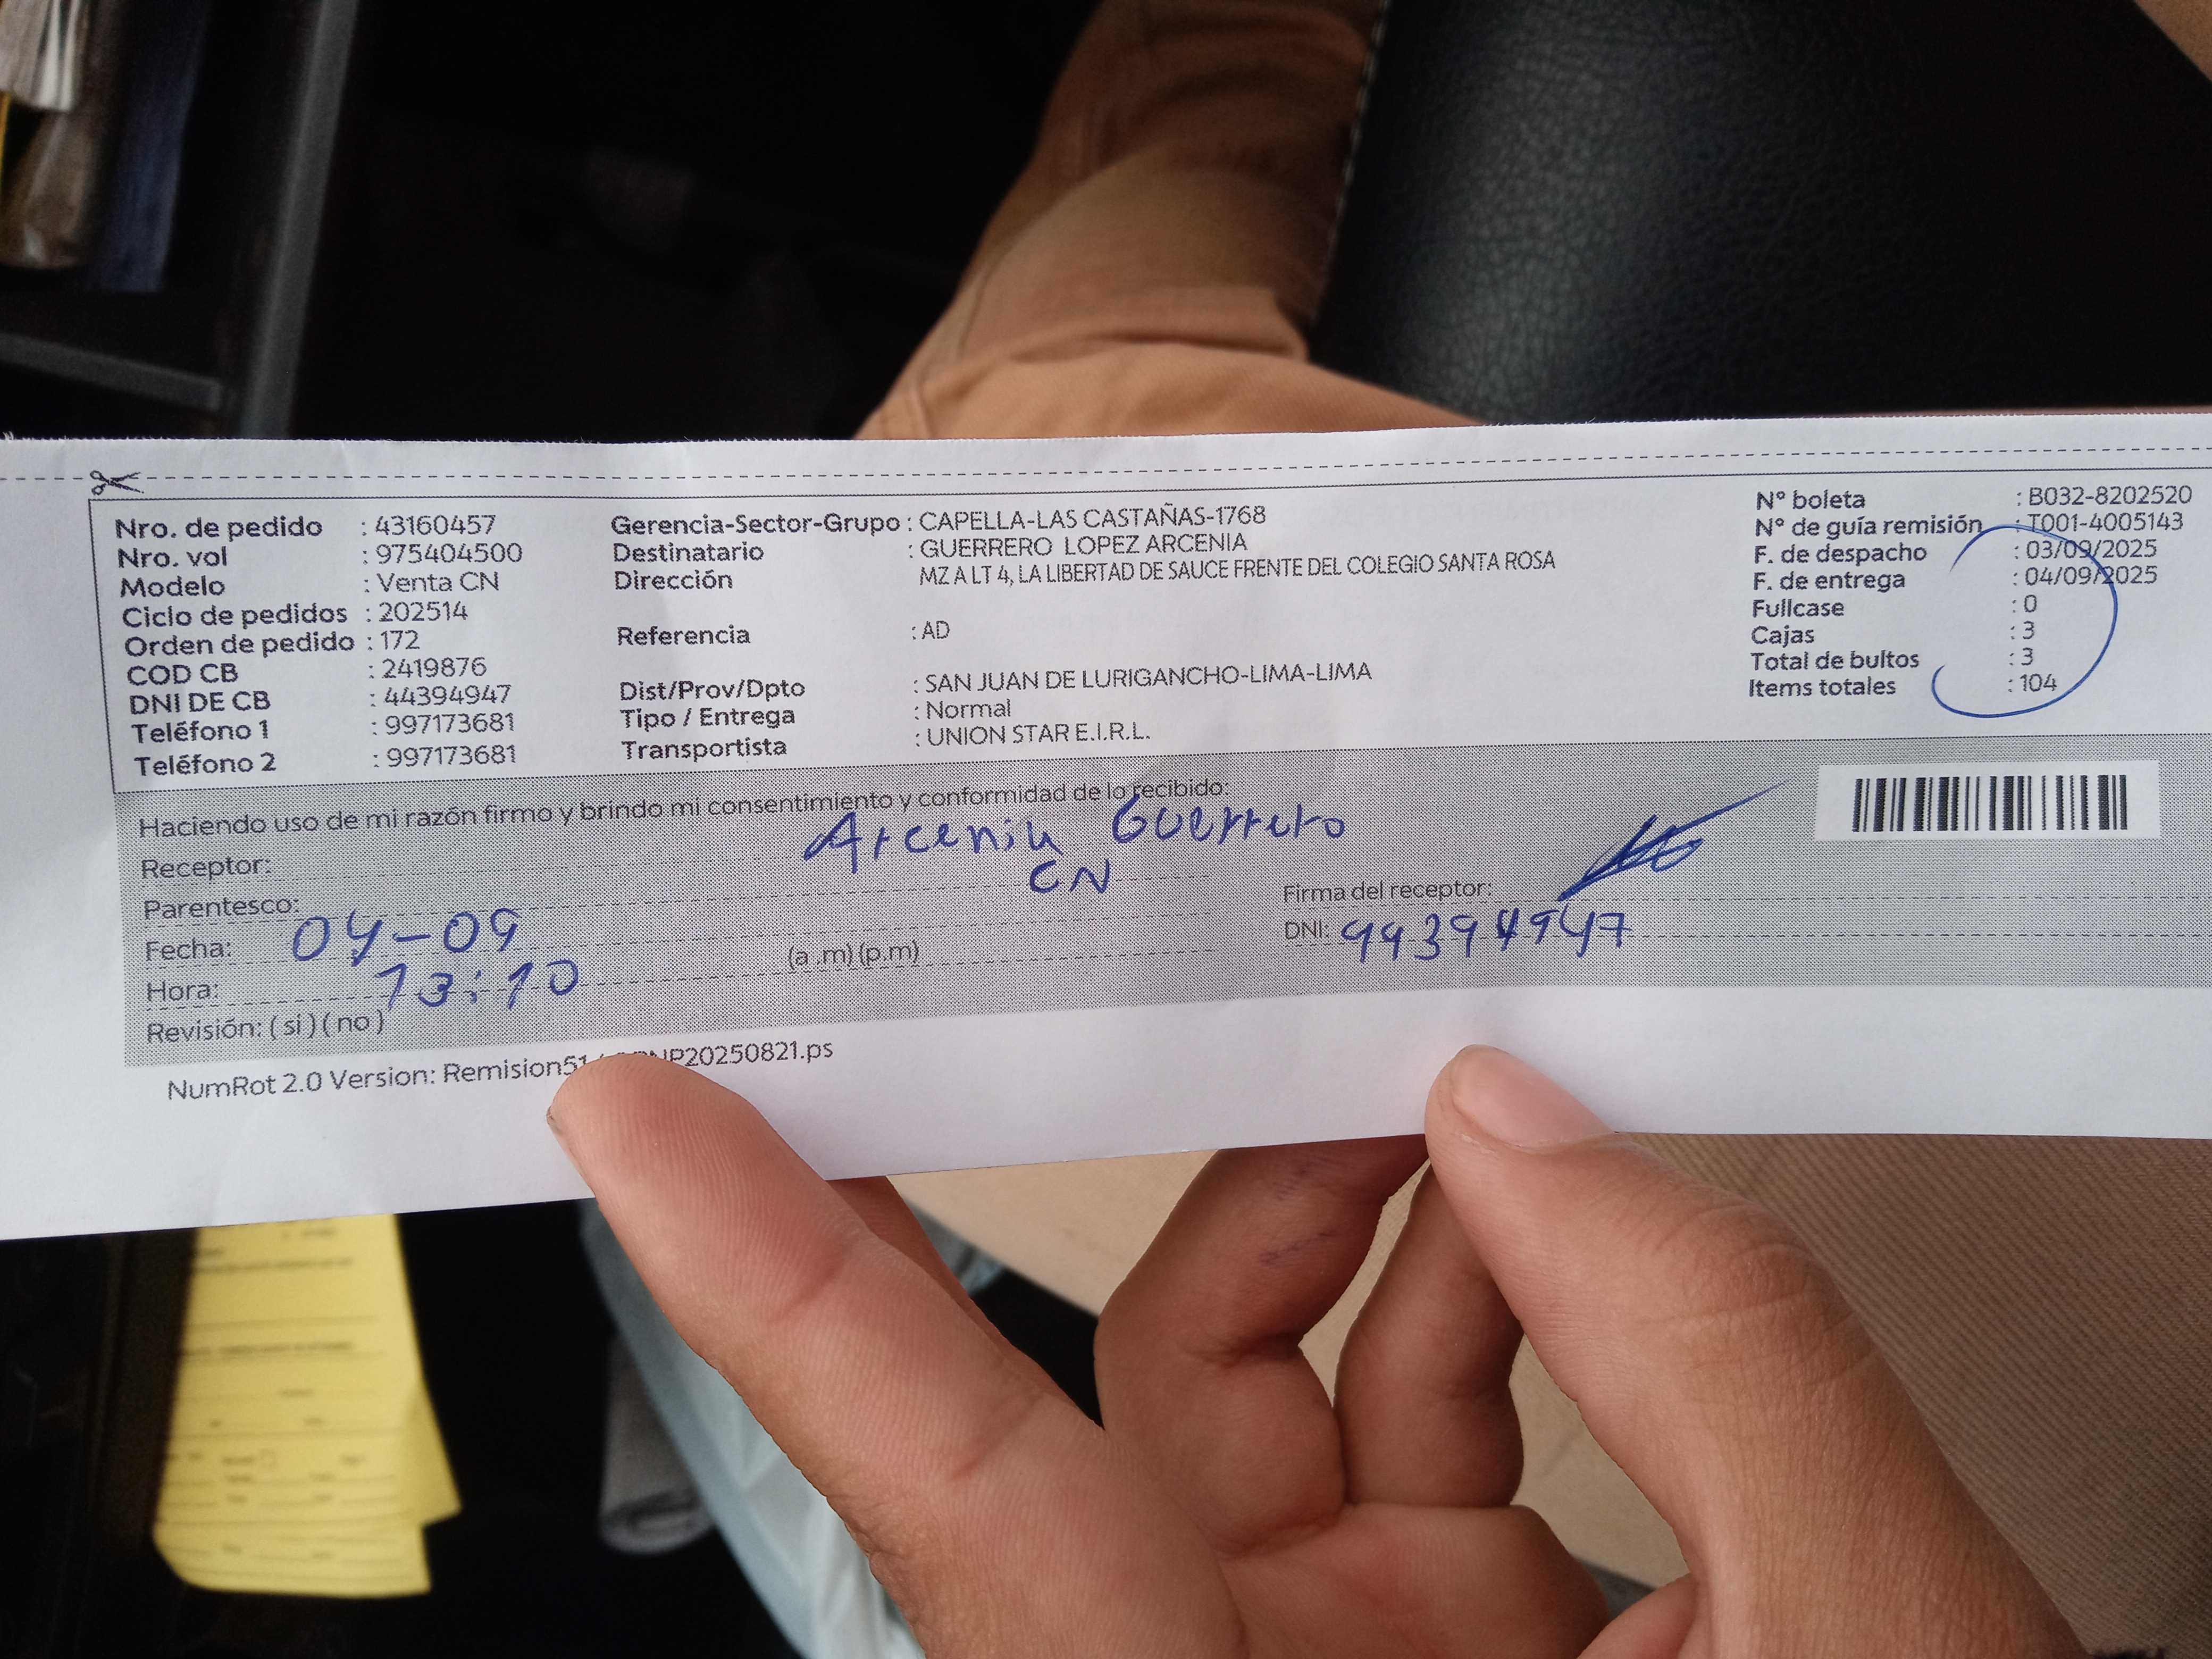 Nro. de pedido : 43160457
Nro. vol : 975404500
Modelo : Venta CN
Ciclo de pedidos : 202514
Orden de pedido : 172
COD CB : 2419876
DNI DE CB : 44394947
Teléfono 1 : 997173681
Teléfono 2 : 997173681
Gerencia-Sector-Grupo : CAPELLA-LAS CASTAÑAS-1768
Destinatario : GUERRERO LOPEZ ARCENIA
Dirección MZ A LT 4, LA LIBERTAD DE SAUCE FRENTE DEL COLEGIO SANTA ROSA
Referencia : AD
Dist/Prov/Dpto : SAN JUAN DE LURIGANCHO-LIMA-LIMA
Tipo / Entrega : Normal
Transportista : UNION STAR E.I.R.L.
N° boleta : B032-8202520
N° de guía remisión : T001-4005143
F. de despacho : 03/09/2025
F. de entrega : 04/09/2025
Fullcase : 0
Cajas : 3
Total de bultos : 3
Items totales : 104
Haciendo uso de mi razón firmo y brindo mi consentimiento y conformidad de lo recibido:
Receptor: Arcenia Guerrero
Parentesco: CN
Fecha: 04-09
Hora: 13:10 (a .m) (p.m)
Revisión: ( si ) ( no )
Firma del receptor:
DNI: 44394947
NumRot 2.0 Version: P20250821.ps